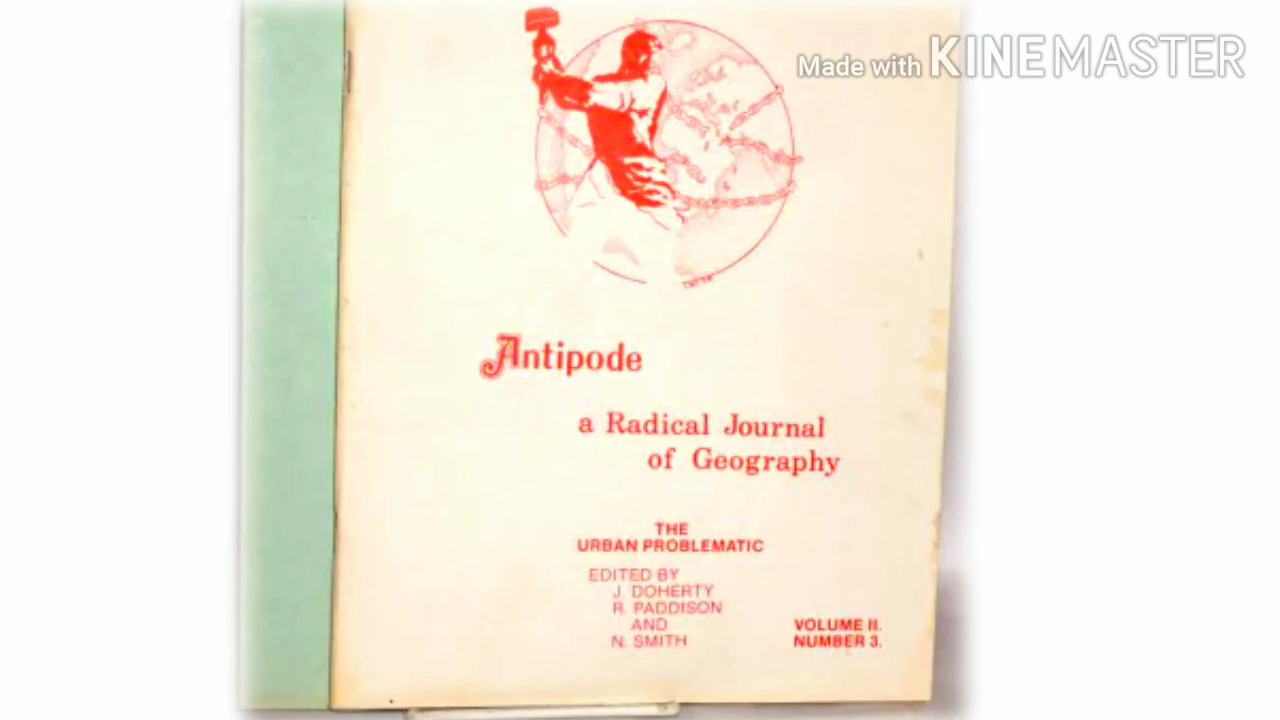 Made with KINEMASTER
Antipode
a Radical Journal
of Geography
THE
URBAN PROBLEMATIC
EDITED BY
J. DOHERTY
R. PADDISON
AND
N. SMITH
VOLUME II.
NUMBER 3.